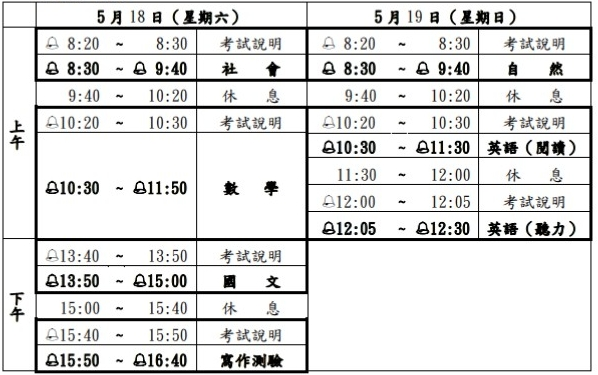 5月18日（星期六） 5月19日（星期日）
上午
8:20 ~ 8:30 考試說明 8:20 ~ 8:30 考試說明
8:30 ~ 9:40 社會 8:30 ~ 9:40 自然
9:40 ~ 10:20 休息 9:40 ~ 10:20 休息
10:20 ~ 10:30 考試說明 10:20 ~ 10:30 考試說明
10:30 ~ 11:50 數學 10:30 ~ 11:30 英語（閱讀）
11:30 ~ 12:00 休息
12:00 ~ 12:05 考試說明
12:05 ~ 12:30 英語（聽力）
下午
13:40 ~ 13:50 考試說明
13:50 ~ 15:00 國文
15:00 ~ 15:40 休息
15:40 ~ 15:50 考試說明
15:50 ~ 16:40 寫作測驗